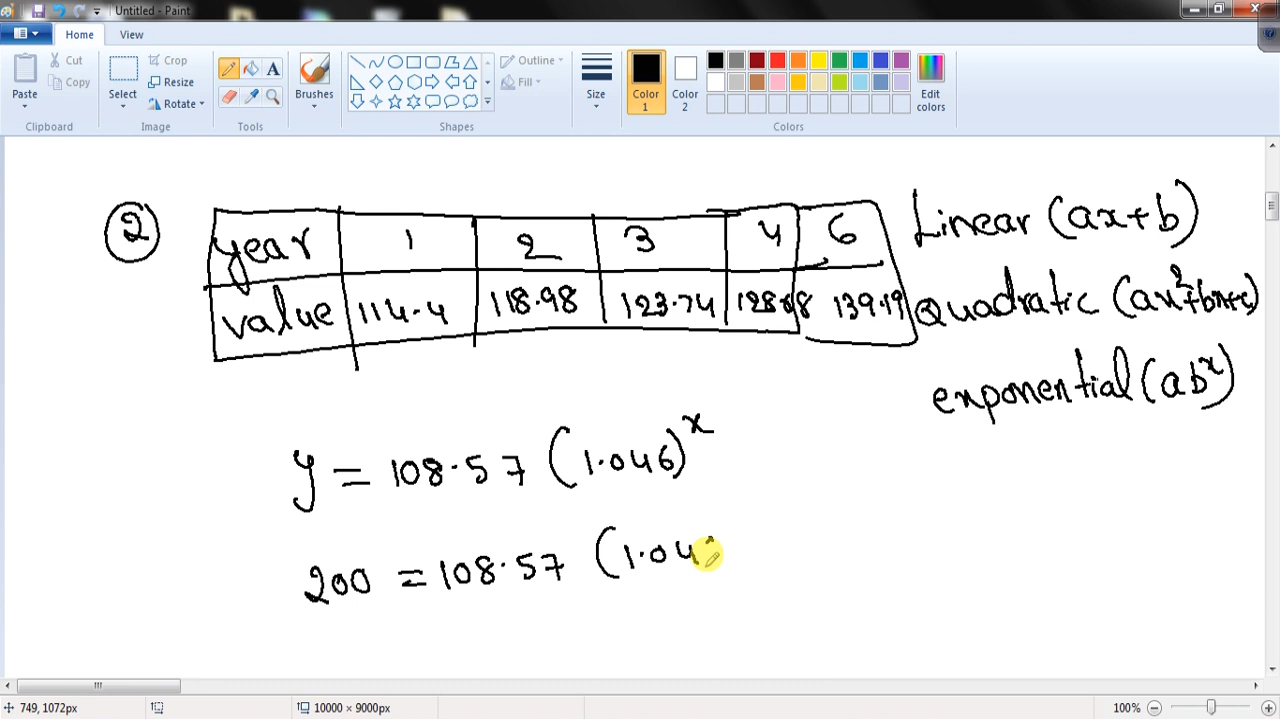 Untitled - Paint
Home View
Cut
Copy
Paste
Clipboard
Crop
Resize
Rotate
Select
Image
A
Tools
Brushes
Outline
Fill
Shapes
Size
Color 1
Color 2
Edit colors
Colors
2
year 1 2 3 4 6
value 114.4 118.98 123.74 139.19
Linear (ax+b)
quadratic (ax²+bx+c)
exponential (abˣ)
y = 108.57 (1.046)ˣ
200 = 108.57 (1.04
749, 1072px
10000 × 9000px
100%